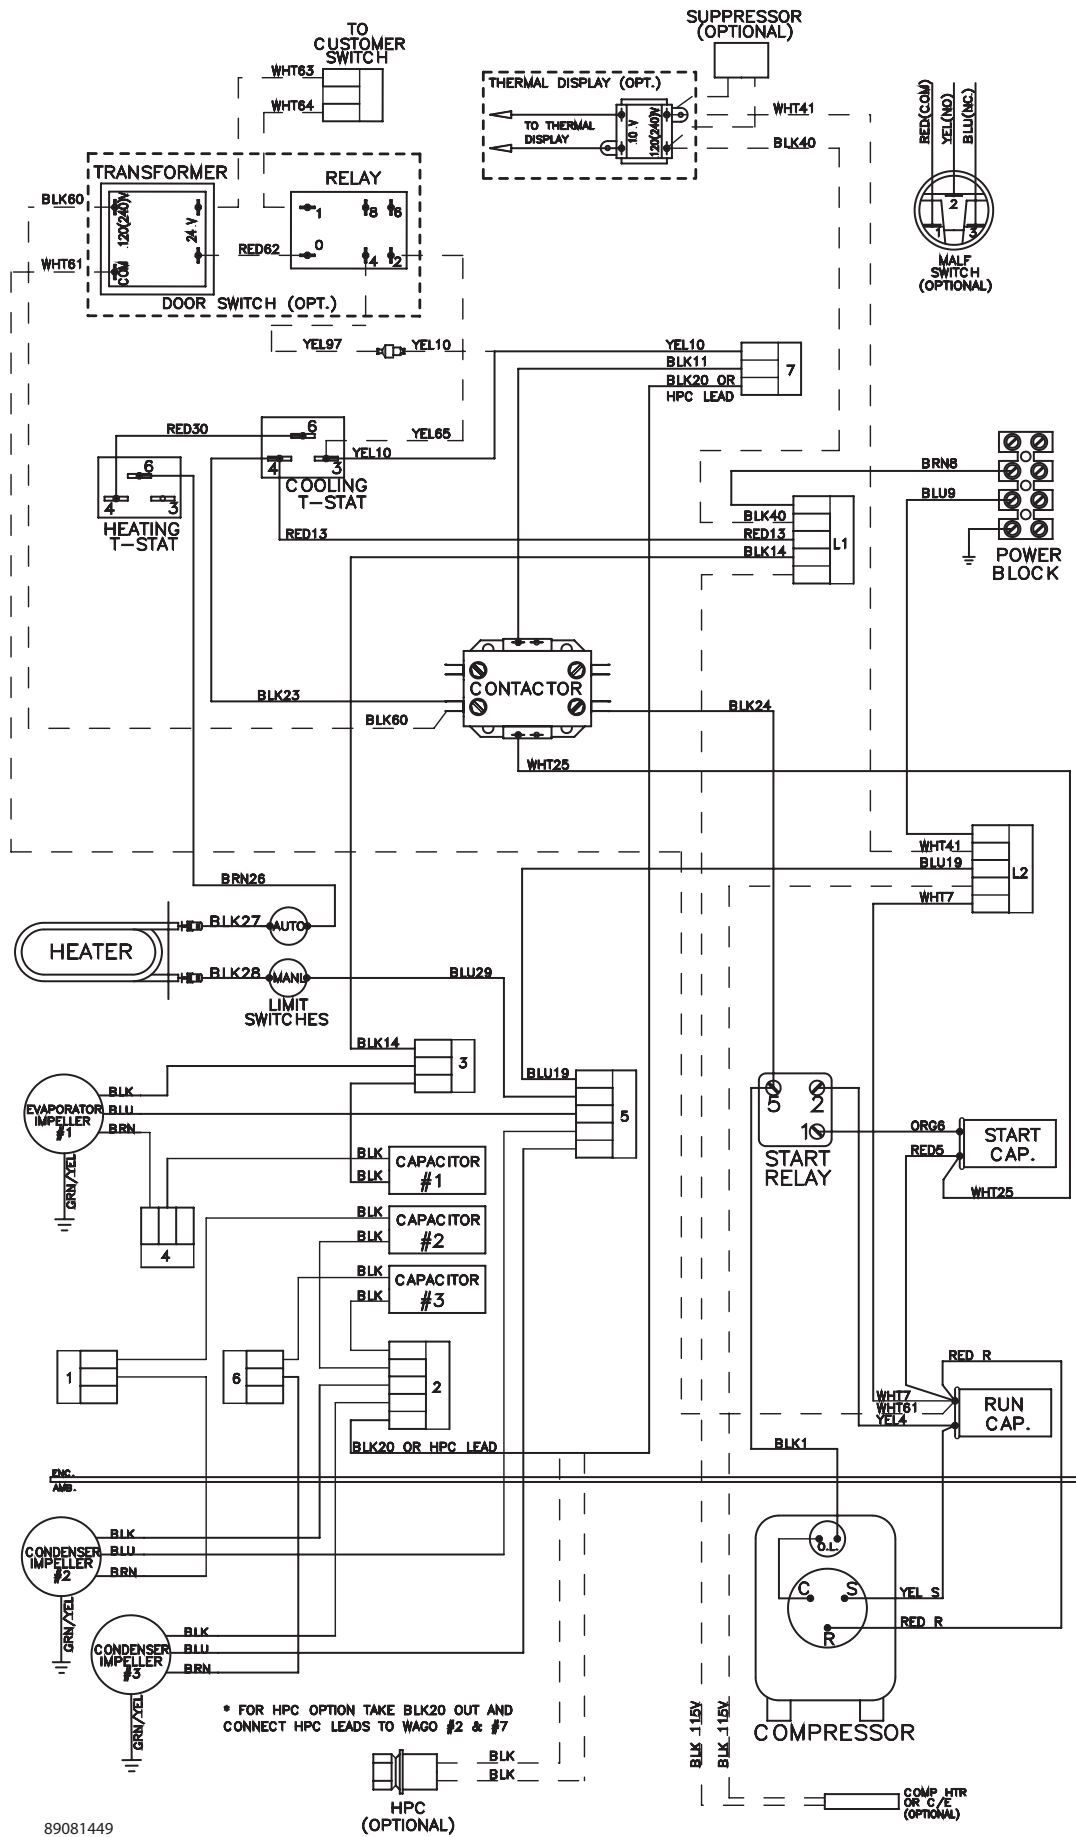 SUPPRESSOR
(OPTIONAL)
TO
CUSTOMER
SWITCH
WHT63
WHT64
THERMAL DISPLAY (OPT.)
TO THERMAL
DISPLAY
10 V
120(240)V
WHT41
BLK40
RED(COM)
YEL(NO)
BLU(NC.)
1
2
3
MALF
SWITCH
(OPTIONAL)
TRANSFORMER
RELAY
BLK60
WHT61
120(240)V
COM
24 V
RED62
1
8
6
0
4
2
DOOR SWITCH (OPT.)
YEL97
YEL10
YEL10
BLK11
BLK20 OR
HPC LEAD
7
RED30
6
YEL65
YEL10
4
3
COOLING
T-STAT
6
4
3
HEATING
T-STAT
BRN8
BLU9
POWER
BLOCK
BLK40
RED13
RED13
BLK14
L1
CONTACTOR
BLK23
BLK60
BLK24
WHT25
WHT41
BLU19
WHT7
L2
BRN26
BLK27
AUTO
HEATER
BLK28
MANL
BLU29
LIMIT
SWITCHES
BLK14
3
BLU19
5
EVAPORATOR
IMPELLER
#1
BLK
BLU
BRN
GRN/YEL
4
BLK
BLK
CAPACITOR
#1
BLK
BLK
CAPACITOR
#2
BLK
BLK
CAPACITOR
#3
5
2
1
START
RELAY
ORG6
RED5
START
CAP.
WHT25
1
6
2
BLK20 OR HPC LEAD
RED R
WHT7
WHT61
YEL4
RUN
CAP.
BLK1
ENC.
AMB.
CONDENSER
IMPELLER
#2
BLK
BLU
BRN
GRN/YEL
CONDENSER
IMPELLER
#3
BLK
BLU
BRN
GRN/YEL
O.L.
C
S
R
YEL S
RED R
COMPRESSOR
* FOR HPC OPTION TAKE BLK20 OUT AND
CONNECT HPC LEADS TO WAGO #2 & #7
BLK
BLK
HPC
(OPTIONAL)
BLK 115V
BLK 115V
COMP HTR
OR C/E
(OPTIONAL)
89081449